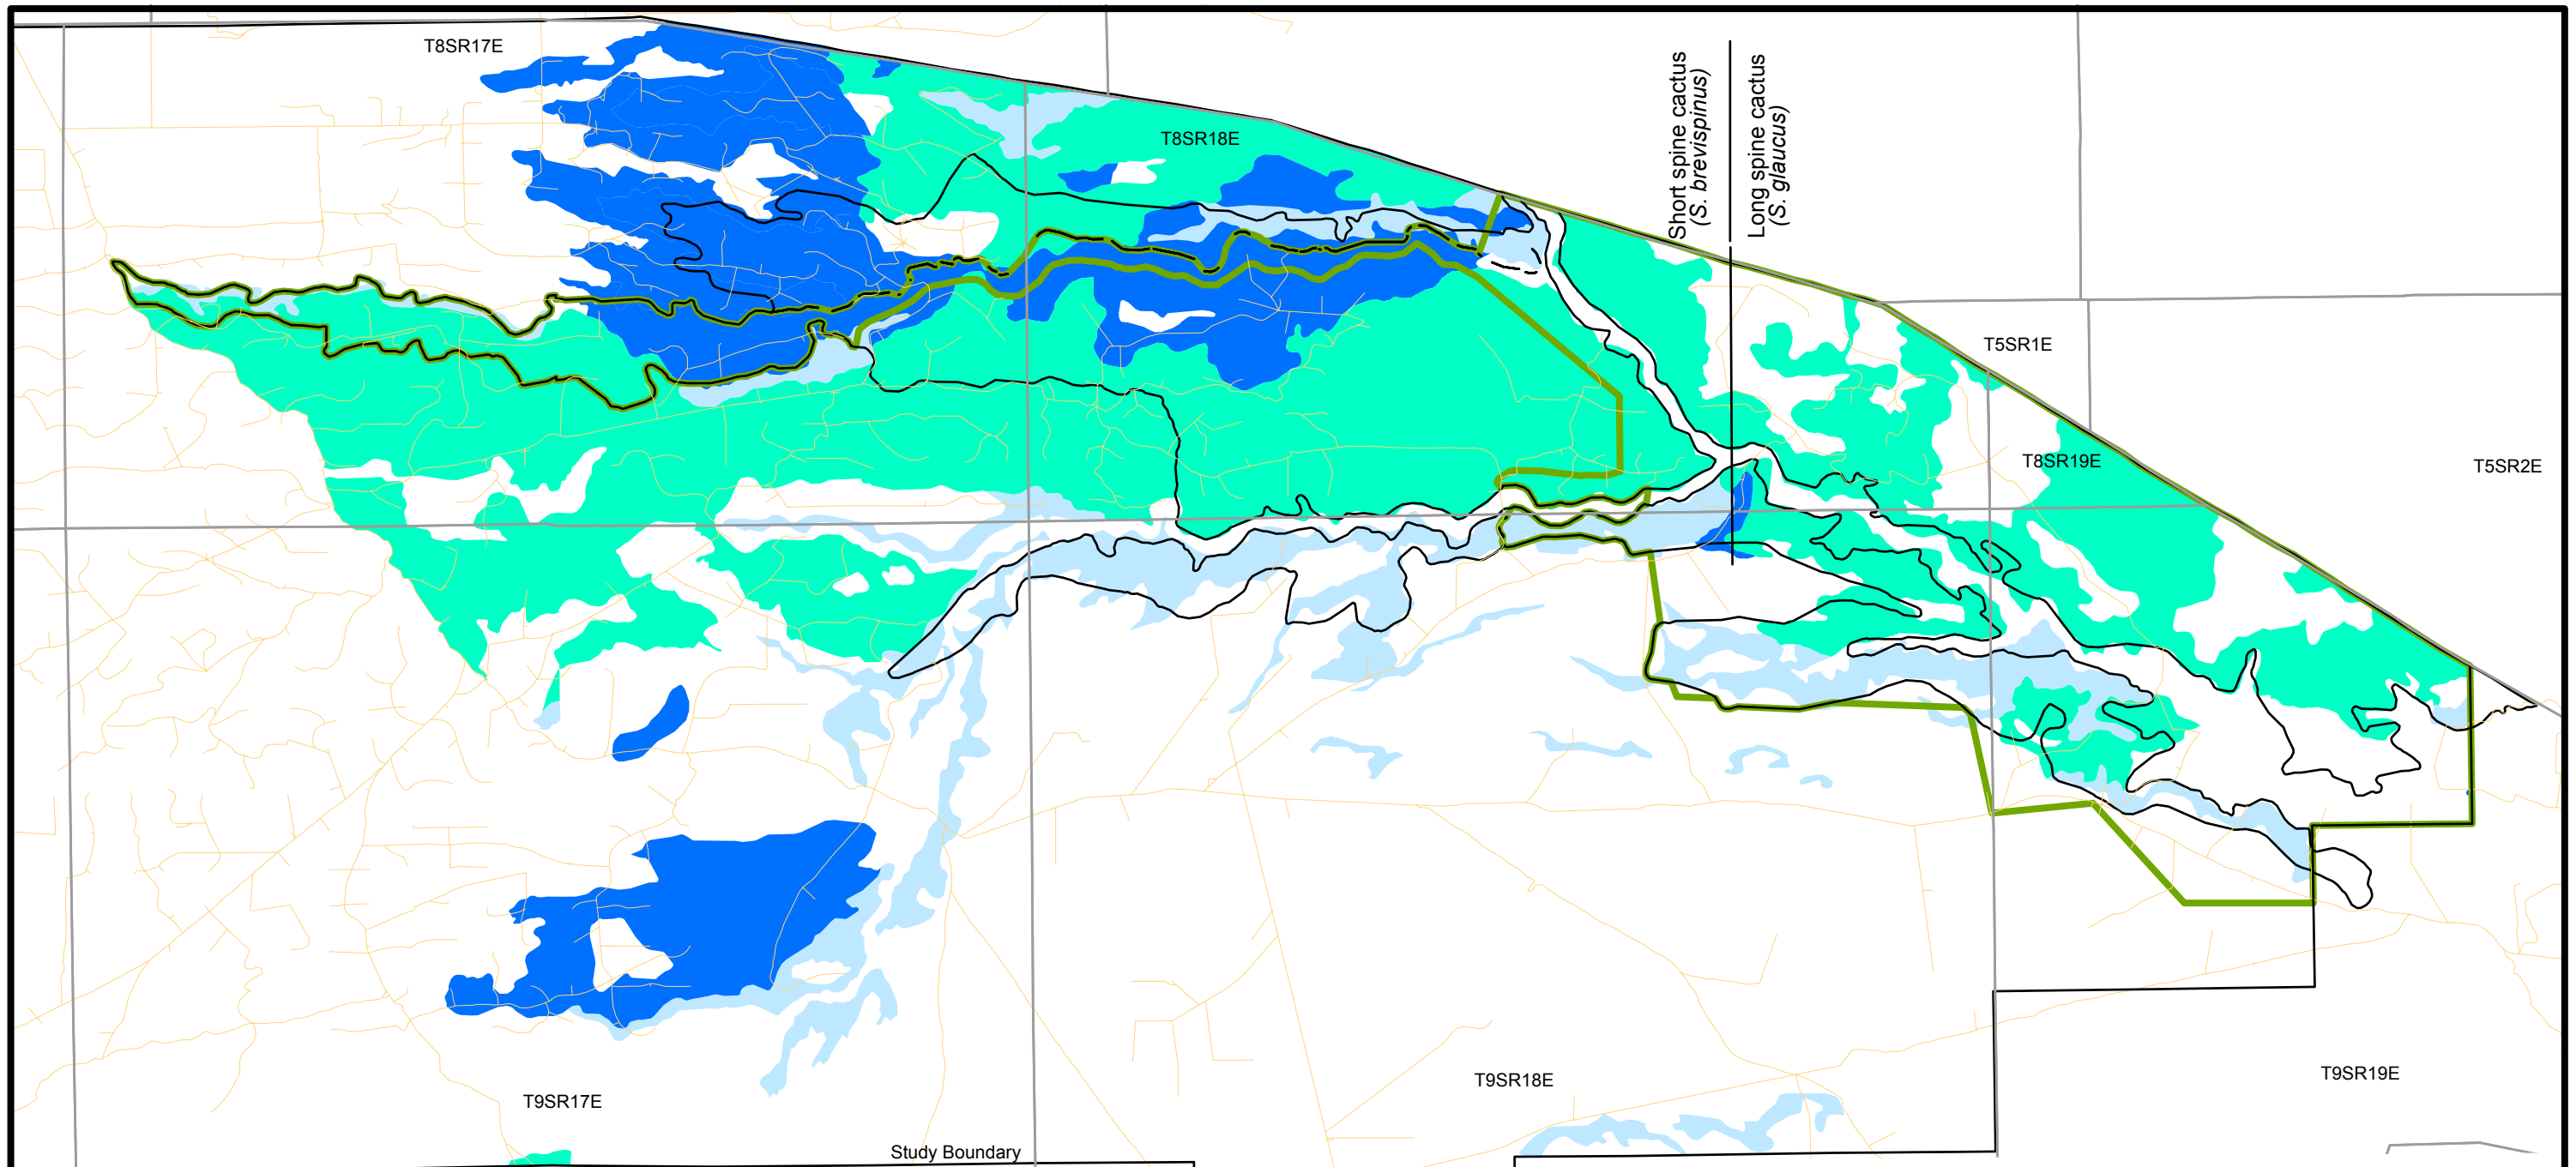 T8SR17E
T8SR18E
Short spine cactus
(S. brevispinus)
Long spine cactus
(S. glaucus)
T5SR1E
T8SR19E
T5SR2E
T9SR17E
T9SR18E
T9SR19E
Study Boundary